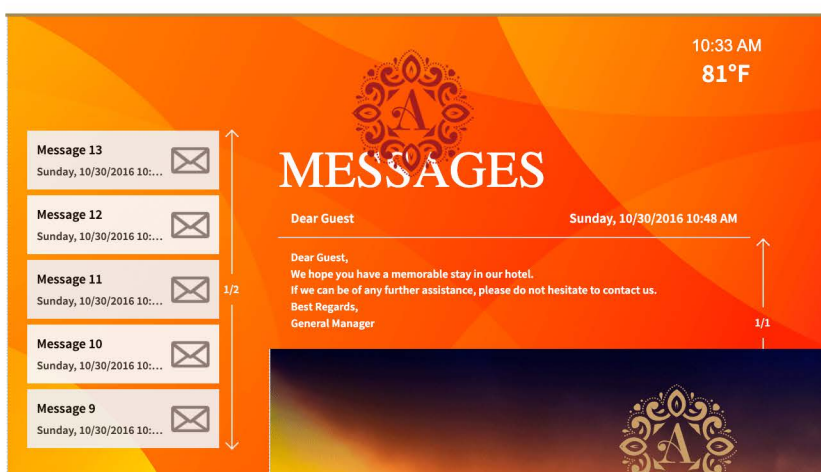 10:33 AM
81°F
A
MESSAGES
Message 13
Sunday, 10/30/2016 10:...
Message 12
Sunday, 10/30/2016 10:...
Message 11
Sunday, 10/30/2016 10:...
Message 10
Sunday, 10/30/2016 10:...
Message 9
Sunday, 10/30/2016 10:...
1/2
Dear Guest
Sunday, 10/30/2016 10:48 AM
Dear Guest,
We hope you have a memorable stay in our hotel.
If we can be of any further assistance, please do not hesitate to contact us.
Best Regards,
General Manager
1/1
A